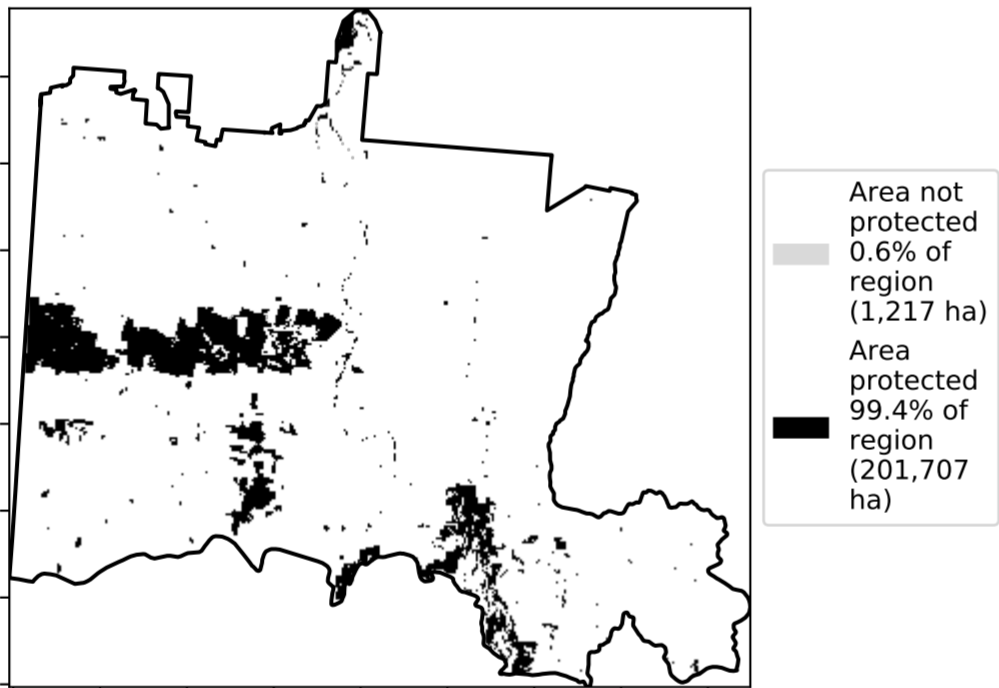 Area not
protected
0.6% of
region
(1,217 ha)
Area
protected
99.4% of
region
(201,707
ha)